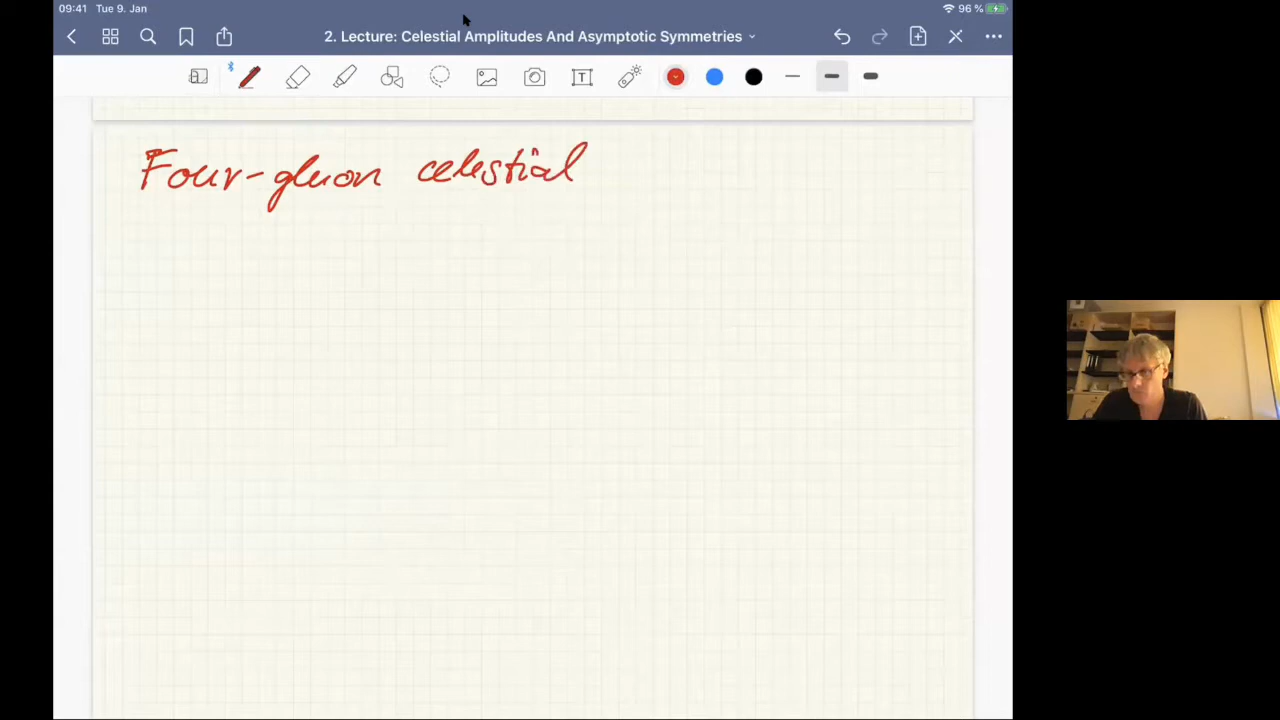 09:41 Tue 9. Jan
96 %
2. Lecture: Celestial Amplitudes And Asymptotic Symmetries
T
Four-gluon celestial